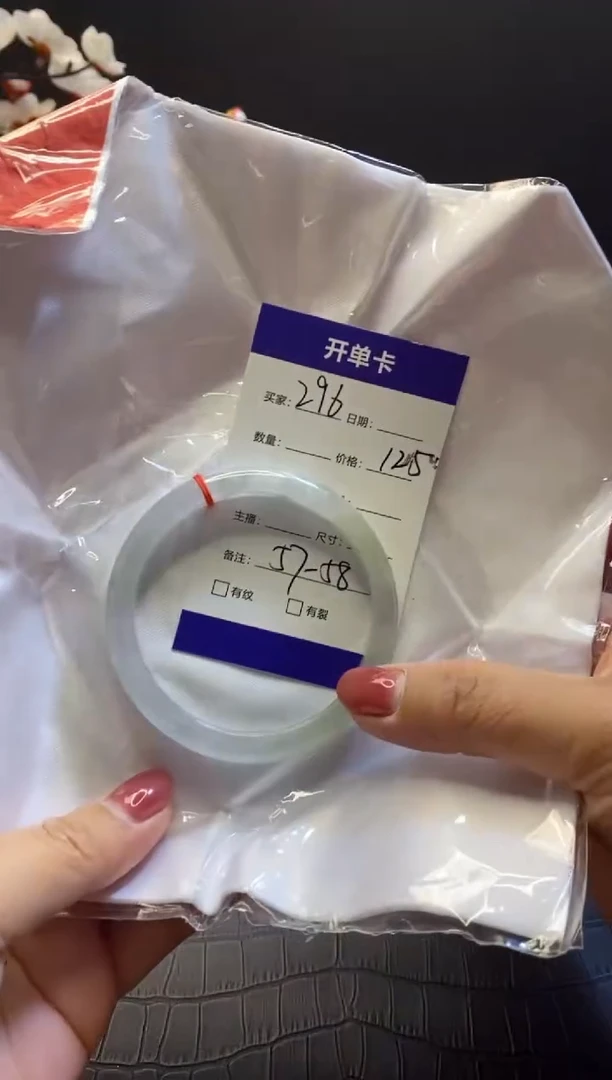 开单卡
买家: 296 日期:
数量: 价格: 125
主播: 尺寸:
备注: 57-58
□有纹 □有裂